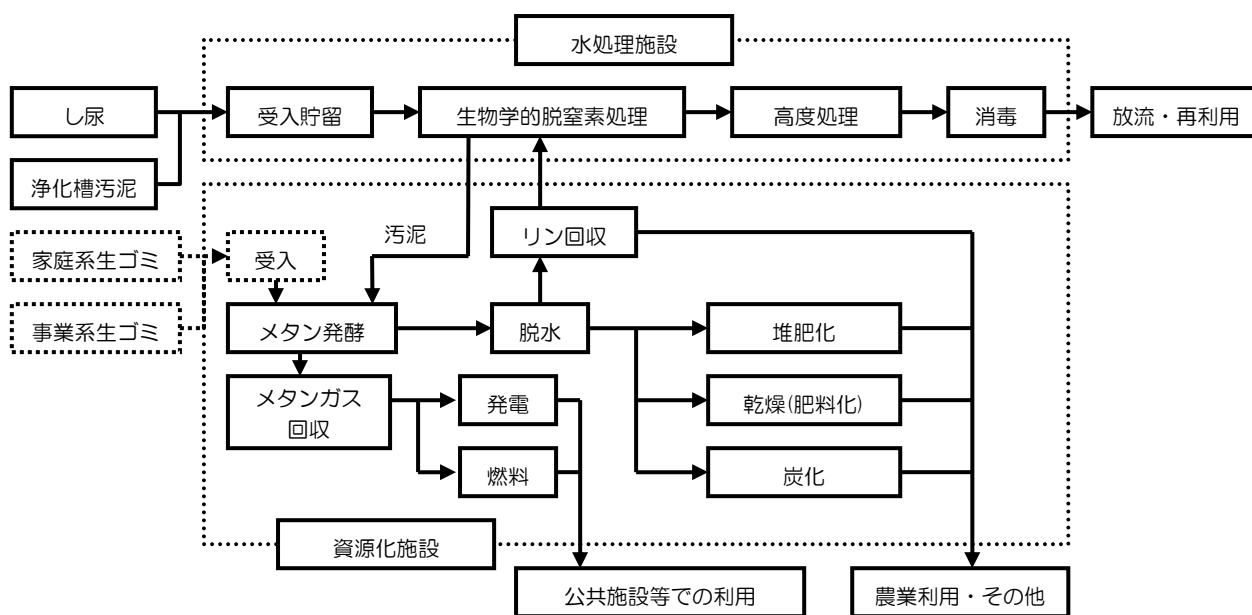 水処理施設
し尿
受入貯留
生物学的脱窒素処理
高度処理
消毒
放流・再利用
浄化槽汚泥
汚泥
リン回収
家庭系生ゴミ
受入
事業系生ゴミ
メタン発酵
脱水
堆肥化
メタンガス
回収
発電
乾燥(肥料化)
燃料
炭化
資源化施設
公共施設等での利用
農業利用・その他